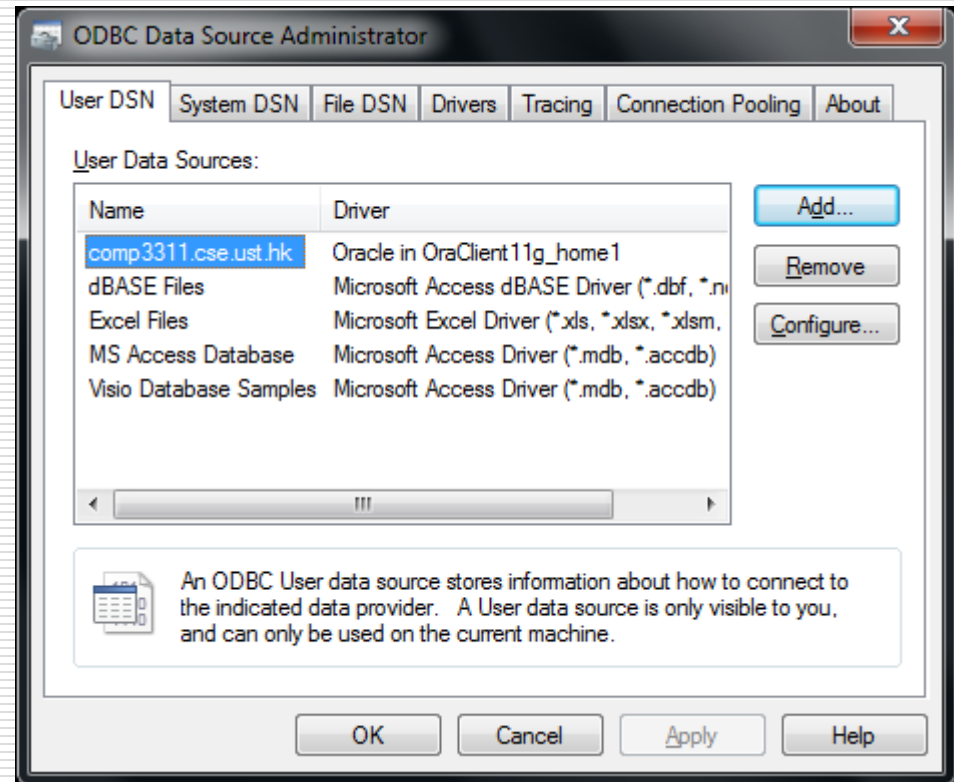 ODBC Data Source Administrator
User DSN System DSN File DSN Drivers Tracing Connection Pooling About
User Data Sources:
Name Driver
Add...
comp3311.cse.ust.hk Oracle in OraClient11g_home1
Remove
dBASE Files Microsoft Access dBASE Driver (*.dbf, *.n
Excel Files Microsoft Excel Driver (*.xls, *.xlsx, *.xlsm,
Configure...
MS Access Database Microsoft Access Driver (*.mdb, *.accdb)
Visio Database Samples Microsoft Access Driver (*.mdb, *.accdb)
An ODBC User data source stores information about how to connect to
the indicated data provider. A User data source is only visible to you,
and can only be used on the current machine.
OK Cancel Apply Help